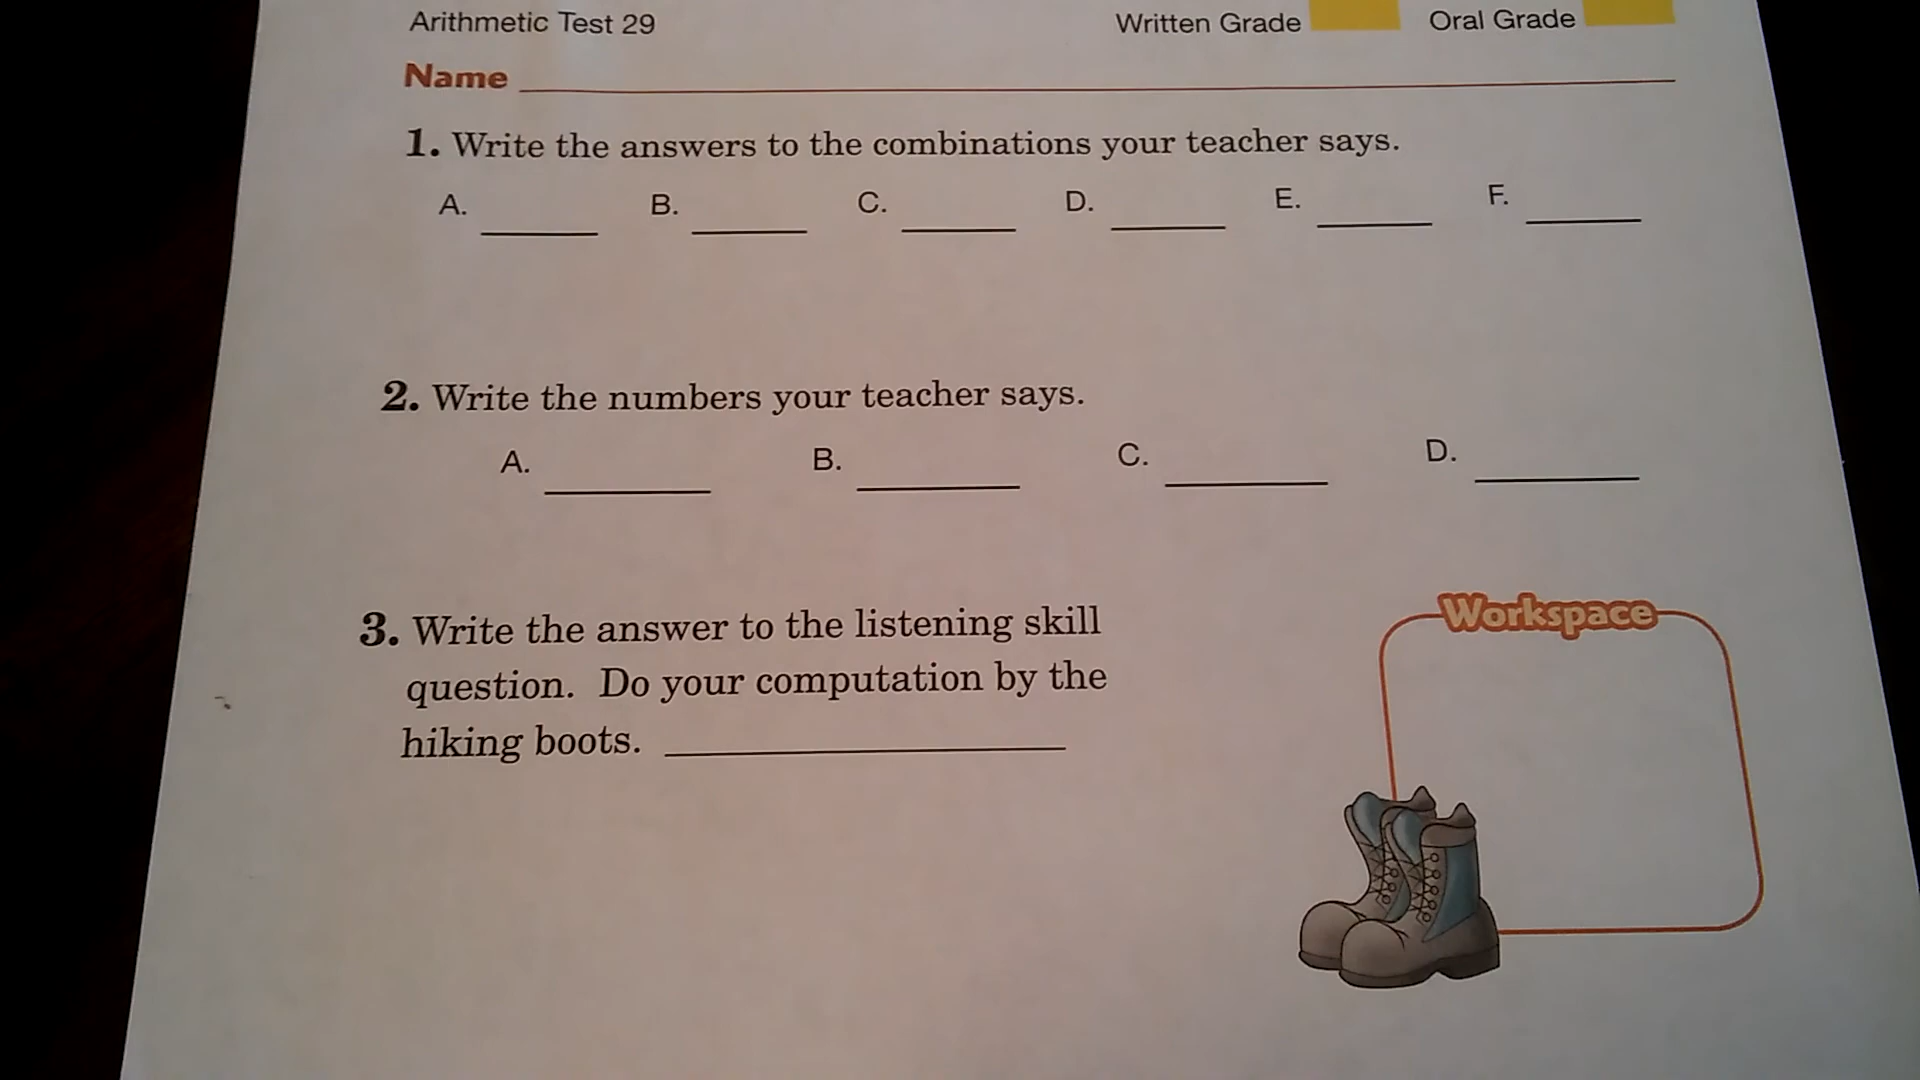 Arithmetic Test 29 Written Grade Oral Grade
Name
1. Write the answers to the combinations your teacher says.
A. B. C. D. E. F.
2. Write the numbers your teacher says.
A. B. C. D.
3. Write the answer to the listening skill
question. Do your computation by the
hiking boots.
Workspace